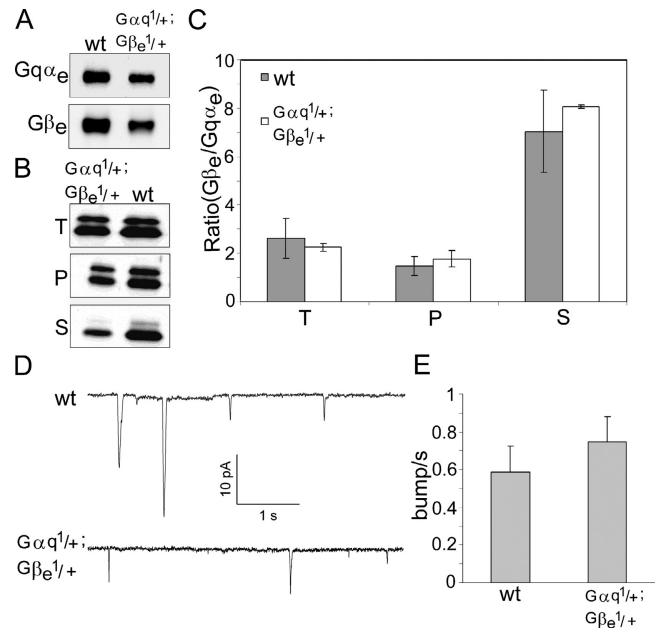 A
wt
Gαq¹/+;
Gβe¹/+
Gqαe
Gβe
B
Gαq¹/+;
Gβe¹/+
wt
T
P
S
C
Ratio(Gβe/Gqαe)
10
8
6
4
2
0
wt
Gαq¹/+;
Gβe¹/+
T P S
D
wt
10 pA
1 s
Gαq¹/+;
Gβe¹/+
E
bump/s
1
0.8
0.6
0.4
0.2
0
wt
Gαq¹/+;
Gβe¹/+